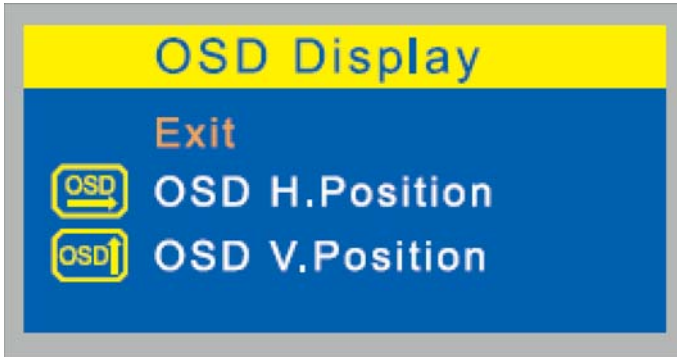 OSD Display
Exit
OSD OSD H.Position
OSD OSD V.Position